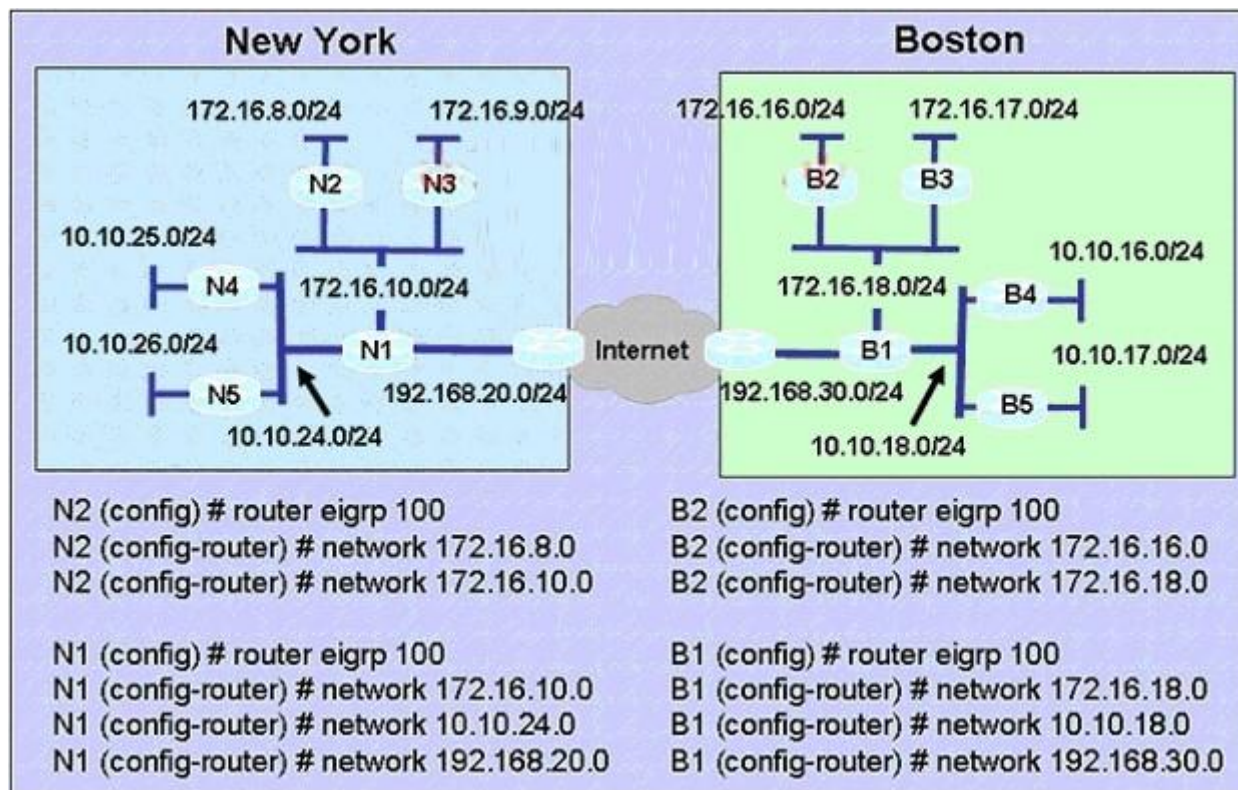 New York
Boston
172.16.8.0/24
172.16.9.0/24
172.16.16.0/24
172.16.17.0/24
N2
N3
B2
B3
10.10.25.0/24
10.10.16.0/24
N4
172.16.10.0/24
172.16.18.0/24
B4
10.10.26.0/24
N1
Internet
B1
10.10.17.0/24
N5
192.168.20.0/24
192.168.30.0/24
B5
10.10.24.0/24
10.10.18.0/24
N2 (config) # router eigrp 100
N2 (config-router) # network 172.16.8.0
N2 (config-router) # network 172.16.10.0
N1 (config) # router eigrp 100
N1 (config-router) # network 172.16.10.0
N1 (config-router) # network 10.10.24.0
N1 (config-router) # network 192.168.20.0
B2 (config) # router eigrp 100
B2 (config-router) # network 172.16.16.0
B2 (config-router) # network 172.16.18.0
B1 (config) # router eigrp 100
B1 (config-router) # network 172.16.18.0
B1 (config-router) # network 10.10.18.0
B1 (config-router) # network 192.168.30.0